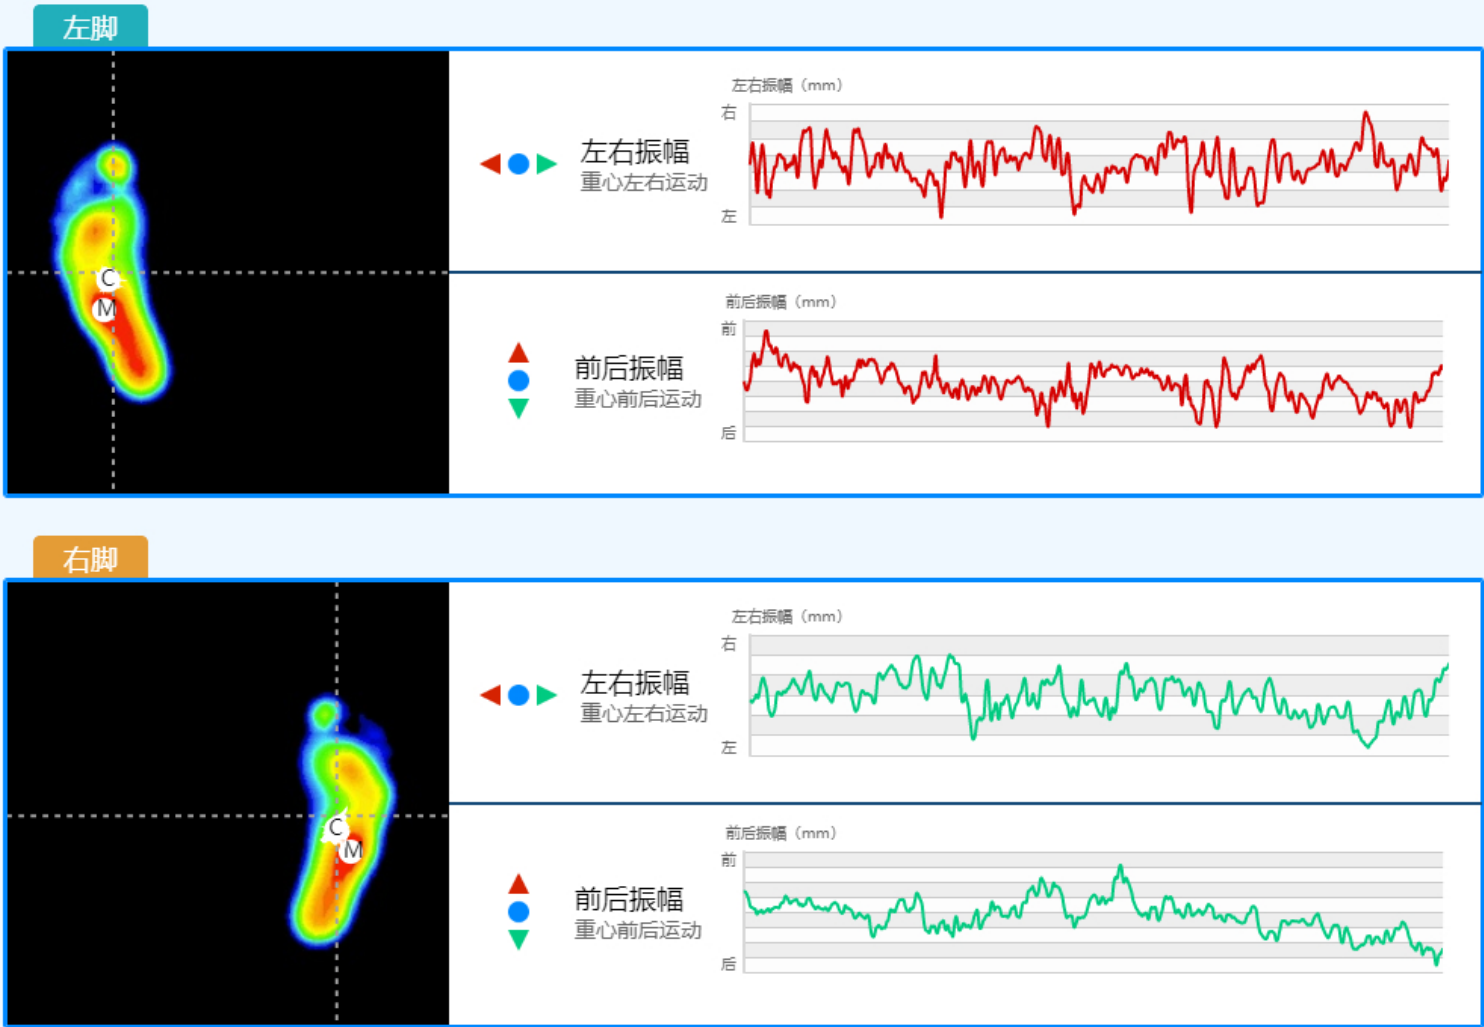 左脚
C
M
左右振幅
重心左右运动
左右振幅（mm）
右
左
前后振幅
重心前后运动
前后振幅（mm）
前
后
右脚
C
M
左右振幅
重心左右运动
左右振幅（mm）
右
左
前后振幅
重心前后运动
前后振幅（mm）
前
后